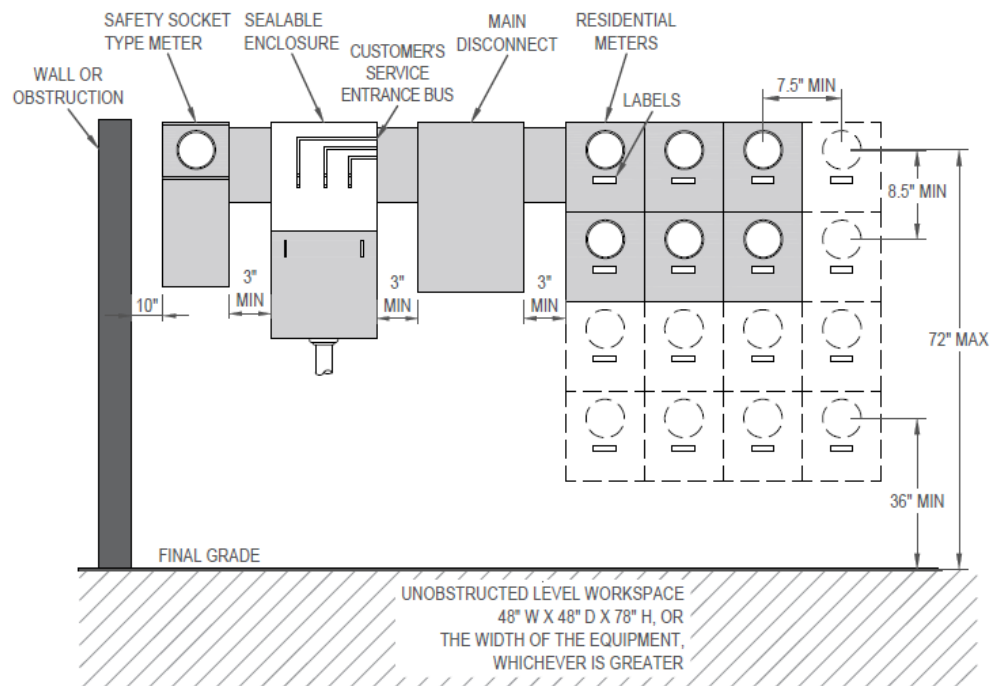 SAFETY SOCKET
TYPE METER
SEALABLE
ENCLOSURE
CUSTOMER'S
SERVICE
ENTRANCE BUS
MAIN
DISCONNECT
RESIDENTIAL
METERS
WALL OR
OBSTRUCTION
LABELS
7.5" MIN
8.5" MIN
10"
3"
MIN
3"
MIN
3"
MIN
72" MAX
36" MIN
FINAL GRADE
UNOBSTRUCTED LEVEL WORKSPACE
48" W X 48" D X 78" H, OR
THE WIDTH OF THE EQUIPMENT,
WHICHEVER IS GREATER